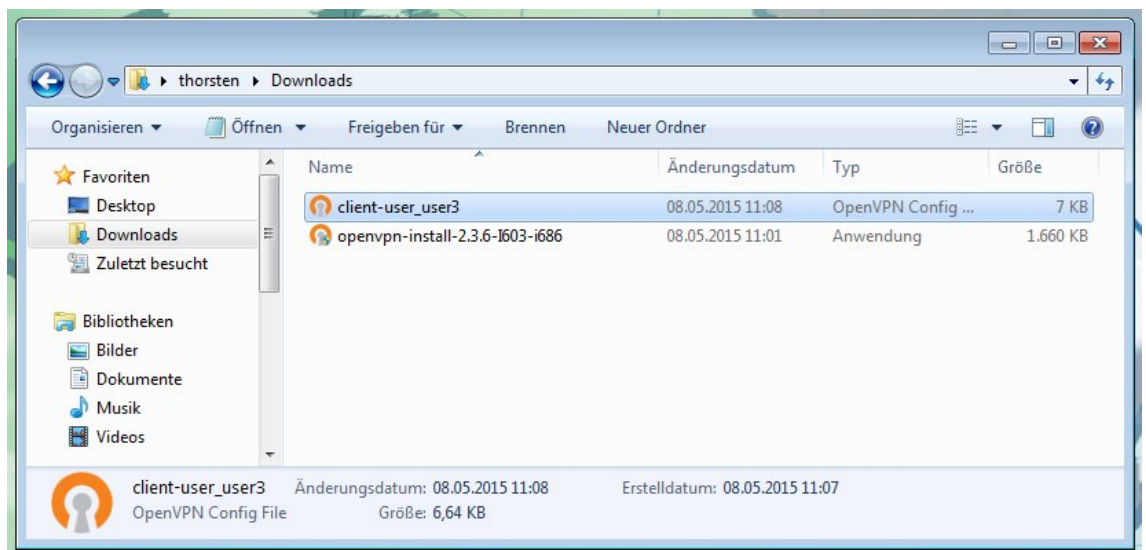 thorsten Downloads
Organisieren Öffnen Freigeben für Brennen Neuer Ordner
Favoriten
Desktop
Downloads
Zuletzt besucht
Bibliotheken
Bilder
Dokumente
Musik
Videos
Name Änderungsdatum Typ Größe
client-user_user3 08.05.2015 11:08 OpenVPN Config ... 7 KB
openvpn-install-2.3.6-I603-i686 08.05.2015 11:01 Anwendung 1.660 KB
client-user_user3 Änderungsdatum: 08.05.2015 11:08 Erstelldatum: 08.05.2015 11:07
OpenVPN Config File Größe: 6,64 KB